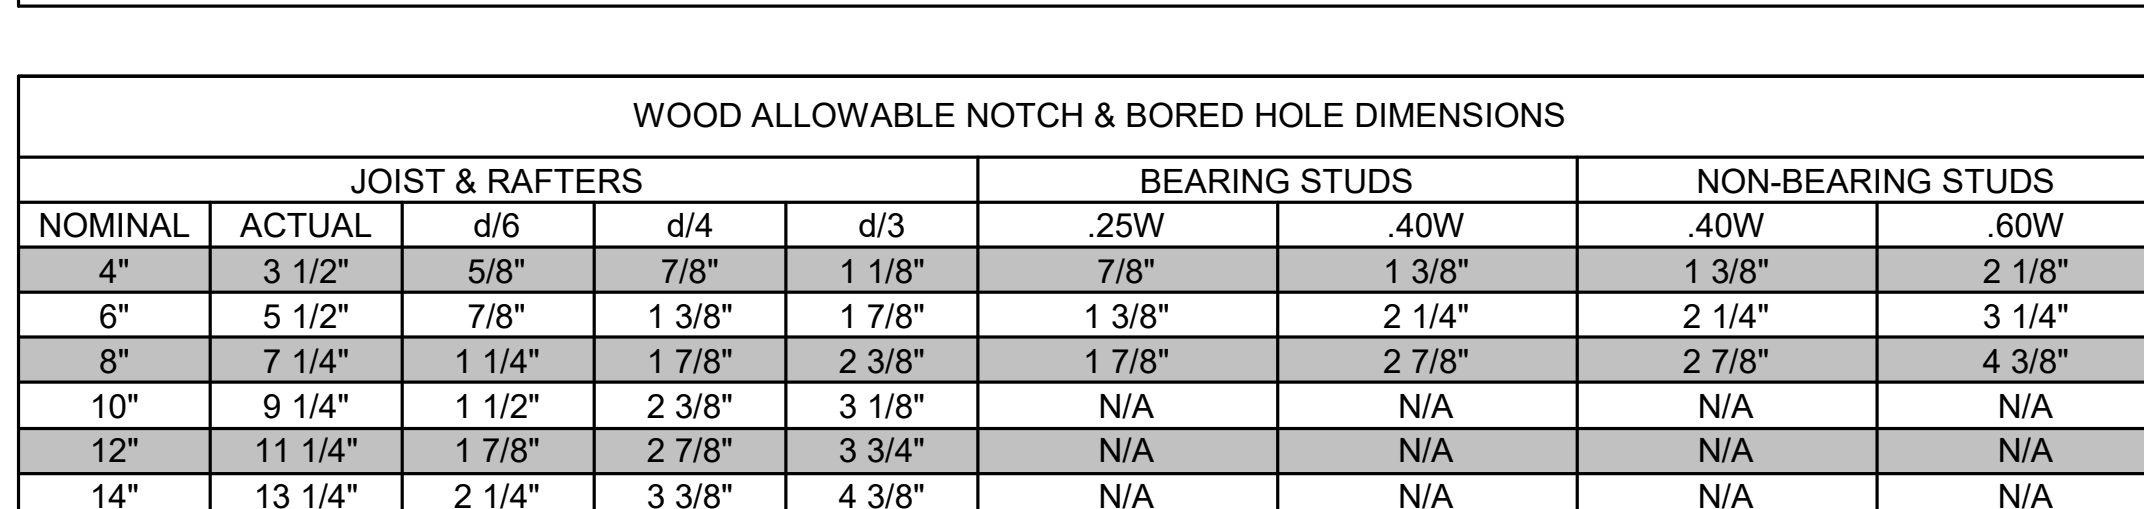 WOOD ALLOWABLE NOTCH & BORED HOLE DIMENSIONS
JOIST & RAFTERS BEARING STUDS NON-BEARING STUDS
NOMINAL ACTUAL d/6 d/4 d/3 .25W .40W .40W .60W
4" 3 1/2" 5/8" 7/8" 1 1/8" 7/8" 1 3/8" 1 3/8" 2 1/8"
6" 5 1/2" 7/8" 1 3/8" 1 7/8" 1 3/8" 2 1/4" 2 1/4" 3 1/4"
8" 7 1/4" 1 1/4" 1 7/8" 2 3/8" 1 7/8" 2 7/8" 2 7/8" 4 3/8"
10" 9 1/4" 1 1/2" 2 3/8" 3 1/8" N/A N/A N/A N/A
12" 11 1/4" 1 7/8" 2 7/8" 3 3/4" N/A N/A N/A N/A
14" 13 1/4" 2 1/4" 3 3/8" 4 3/8" N/A N/A N/A N/A